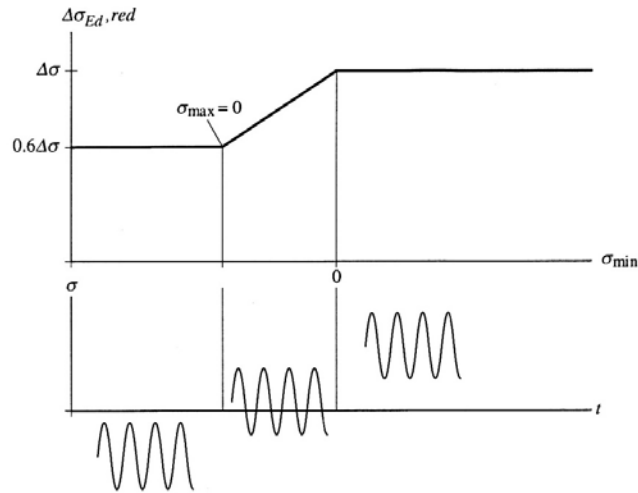 Δσ_Ed, red
Δσ
σ_max = 0
0.6Δσ
0
σ_min
σ
t